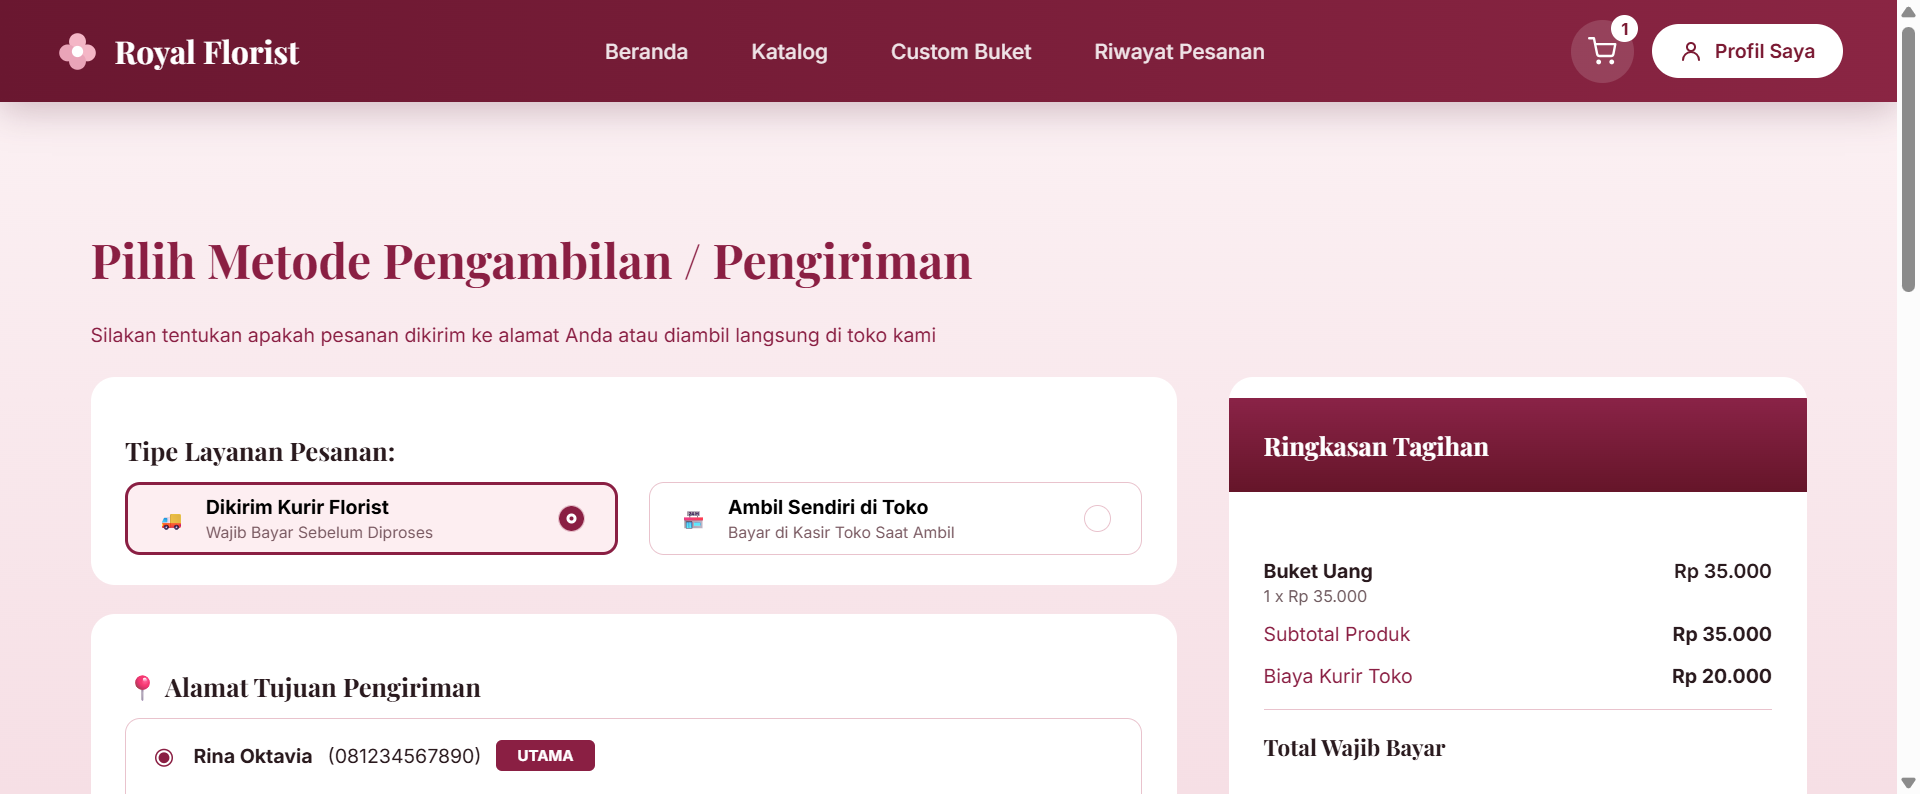 Royal Florist
Beranda
Katalog
Custom Buket
Riwayat Pesanan
1
Profil Saya
Pilih Metode Pengambilan / Pengiriman
Silakan tentukan apakah pesanan dikirim ke alamat Anda atau diambil langsung di toko kami
Tipe Layanan Pesanan:
Dikirim Kurir Florist
Wajib Bayar Sebelum Diproses
Ambil Sendiri di Toko
Bayar di Kasir Toko Saat Ambil
Alamat Tujuan Pengiriman
Rina Oktavia (081234567890) UTAMA
Ringkasan Tagihan
Buket Uang Rp 35.000
1 x Rp 35.000
Subtotal Produk Rp 35.000
Biaya Kurir Toko Rp 20.000
Total Wajib Bayar